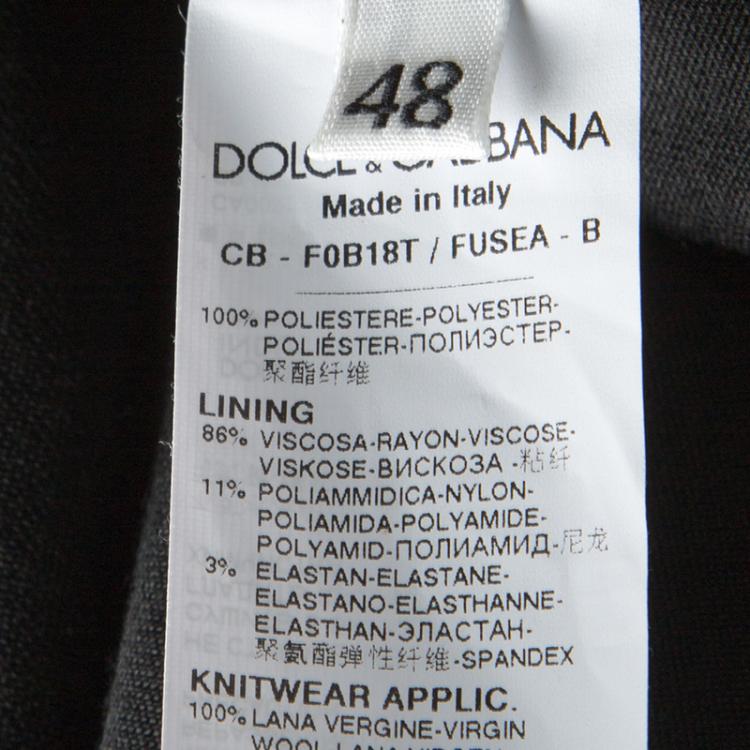 48
DOLCE & GABBANA
Made in Italy
CB - F0B18T / FUSEA - B
100% POLIESTERE-POLYESTER-
POLIÉSTER-ПОЛИЭСТЕР-
聚酯纤维
LINING
86% VISCOSA-RAYON-VISCOSE-
VISKOSE-ВИСКОЗА -粘纤
11% POLIAMMIDICA-NYLON-
POLIAMIDA-POLYAMIDE-
POLYAMID-ПОЛИАМИД-尼龙
3% ELASTAN-ELASTANE-
ELASTANO-ELASTHANNE-
ELASTHAN-ЭЛАСТАН-
聚氨酯弹性纤维-SPANDEX
KNITWEAR APPLIC.
100% LANA VERGINE-VIRGIN
WOOL-LANA VIRGEN-